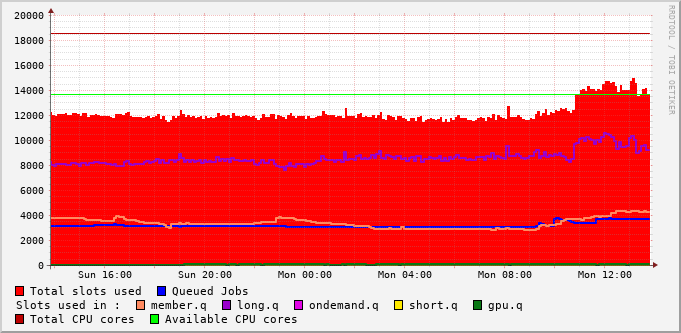 20000
18000
16000
14000
12000
10000
8000
6000
4000
2000
0
Sun 16:00 Sun 20:00 Mon 00:00 Mon 04:00 Mon 08:00 Mon 12:00
RRDTOOL / TOBI OETIKER
Total slots used Queued Jobs
Slots used in : member.q long.q ondemand.q short.q gpu.q
Total CPU cores Available CPU cores